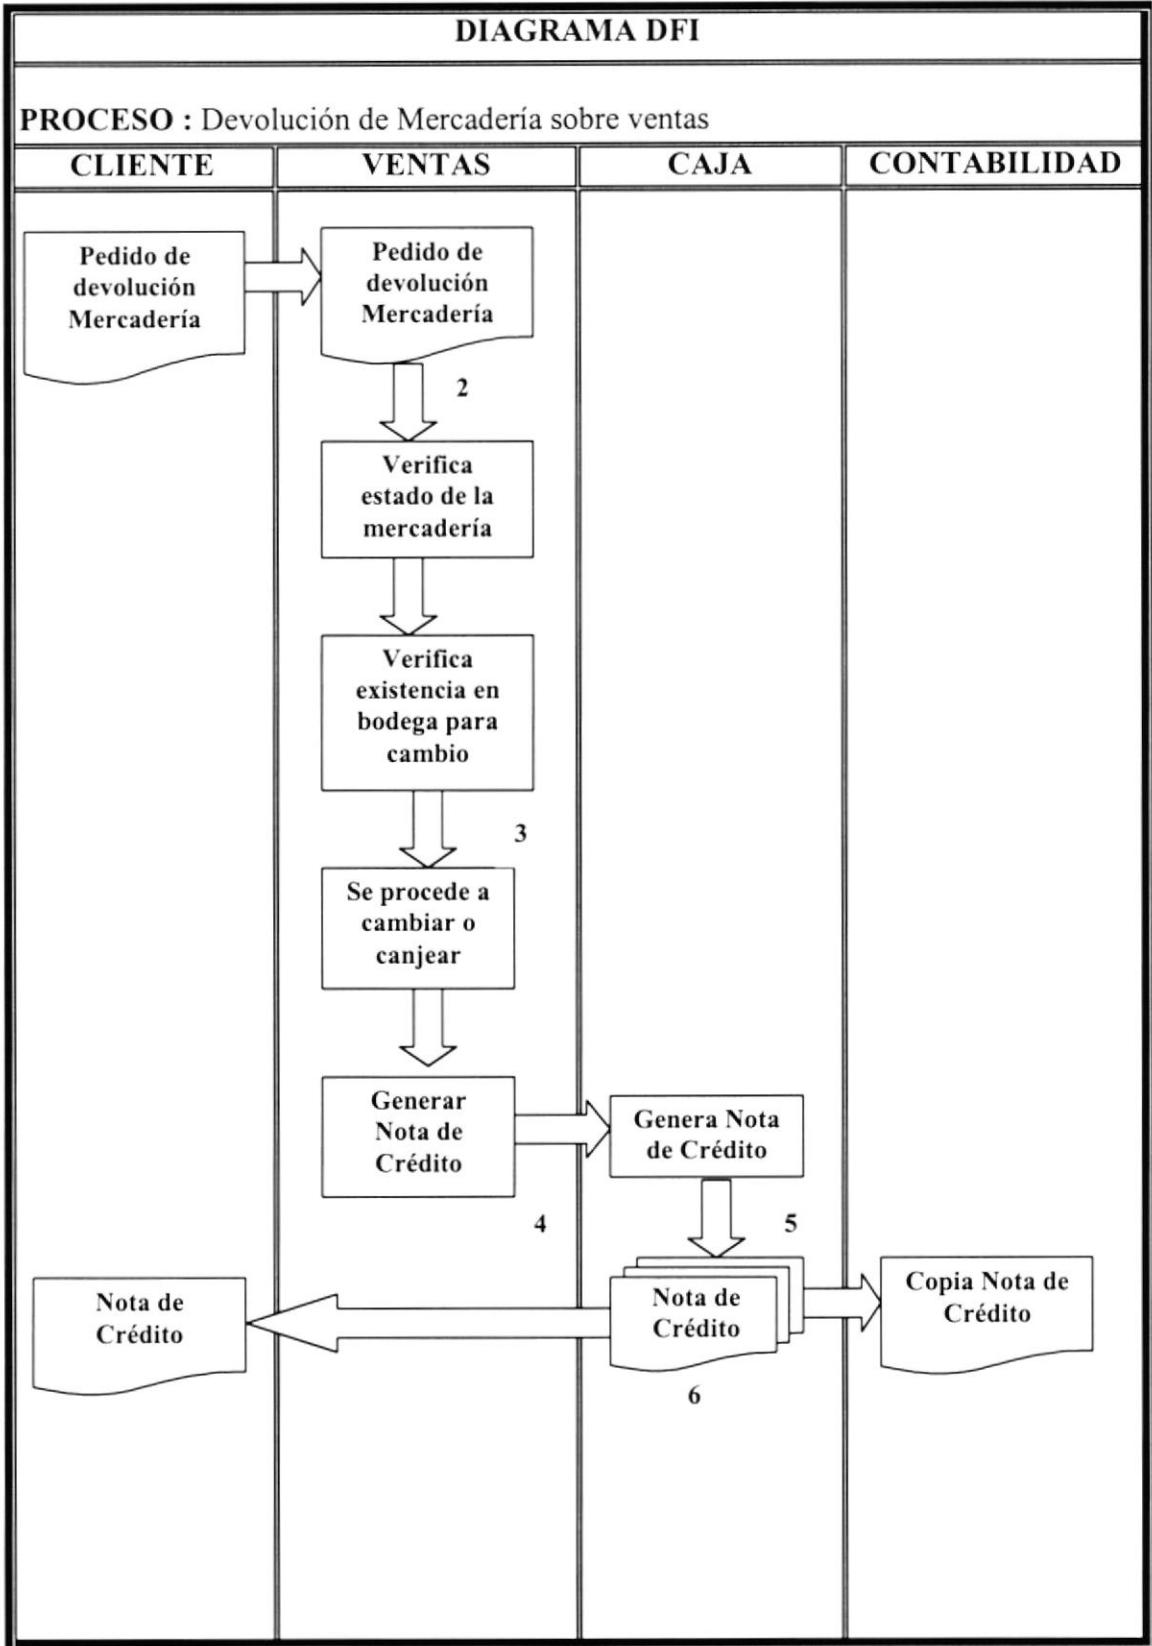 DIAGRAMA DFI
PROCESO : Devolución de Mercadería sobre ventas
CLIENTE
VENTAS
CAJA
CONTABILIDAD
Pedido de
devolución
Mercadería
Pedido de
devolución
Mercadería
2
Verifica
estado de la
mercadería
Verifica
existencia en
bodega para
cambio
3
Se procede a
cambiar o
canjear
Generar
Nota de
Crédito
4
Genera Nota
de Crédito
5
Nota de
Crédito
6
Copia Nota de
Crédito
Nota de
Crédito